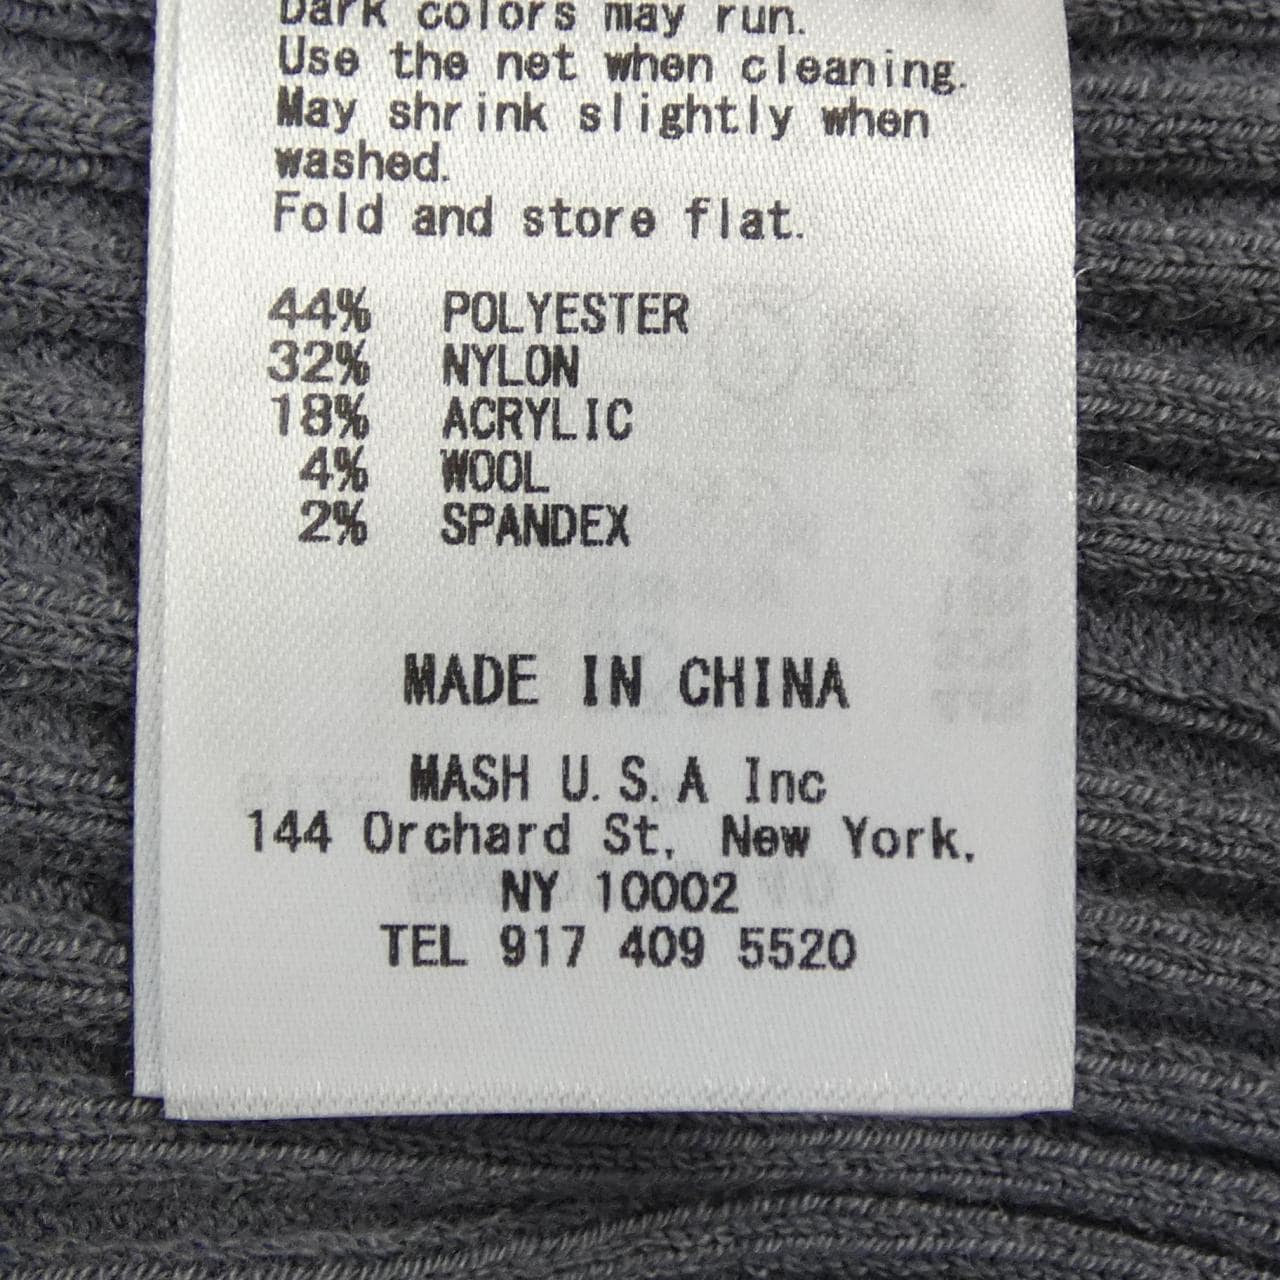 Dark colors may run.
Use the net when cleaning.
May shrink slightly when
washed.
Fold and store flat.
44% POLYESTER
32% NYLON
18% ACRYLIC
4% WOOL
2% SPANDEX
MADE IN CHINA
MASH U.S.A Inc
144 Orchard St, New York,
NY 10002
TEL 917 409 5520